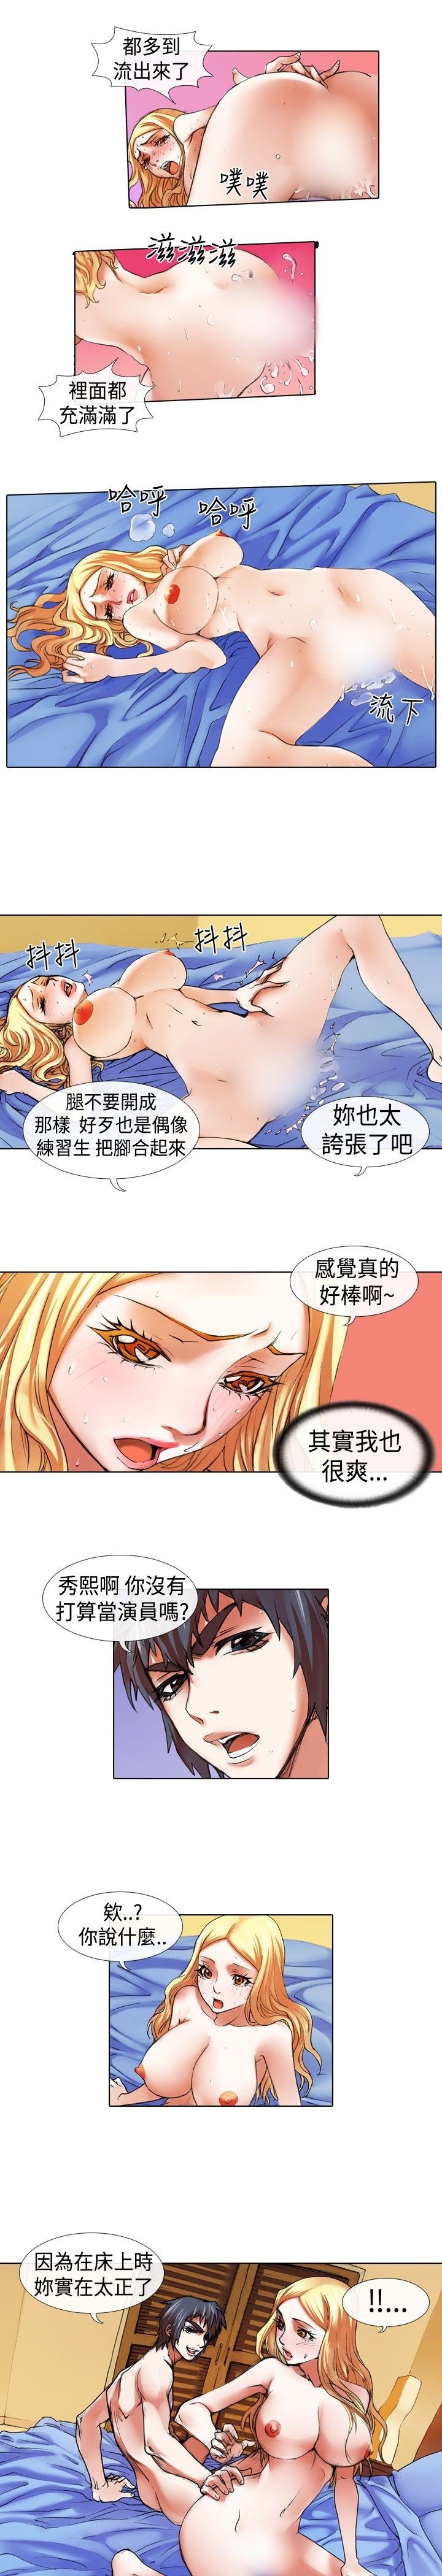 都多到
流出來了
噗噗
滋滋滋
裡面都
充滿滿了
哈呼
哈呼
流下
抖抖
抖抖
腿不要開成
那樣 好歹也是偶像
練習生 把腳合起來
妳也太
誇張了吧
感覺真的
好棒啊~
其實我也
很爽...
秀熙啊 你沒有
打算當演員嗎?
欸..?
你說什麼..
因為在床上時
妳實在太正了
!!...